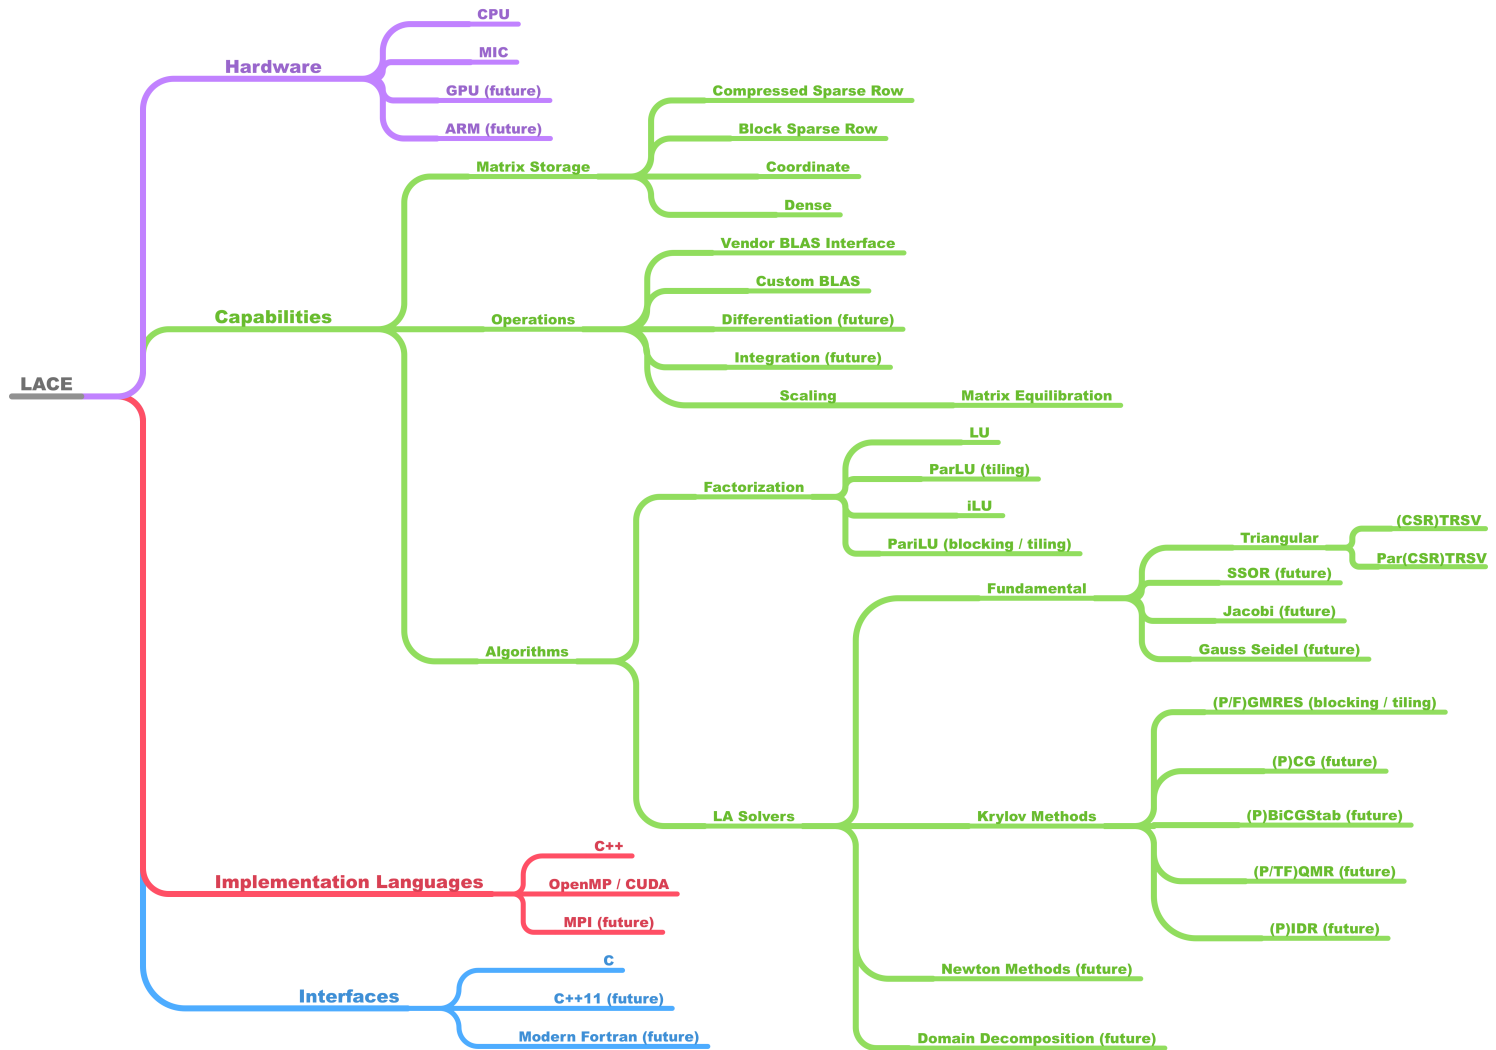 LACE
Hardware
CPU
MIC
GPU (future)
ARM (future)
Capabilities
Matrix Storage
Compressed Sparse Row
Block Sparse Row
Coordinate
Dense
Operations
Vendor BLAS Interface
Custom BLAS
Differentiation (future)
Integration (future)
Scaling
Matrix Equilibration
Algorithms
Factorization
LU
ParLU (tiling)
iLU
PariLU (blocking / tiling)
LA Solvers
Fundamental
Triangular
(CSR)TRSV
Par(CSR)TRSV
SSOR (future)
Jacobi (future)
Gauss Seidel (future)
Krylov Methods
(P/F)GMRES (blocking / tiling)
(P)CG (future)
(P)BiCGStab (future)
(P/TF)QMR (future)
(P)IDR (future)
Newton Methods (future)
Domain Decomposition (future)
Implementation Languages
C++
OpenMP / CUDA
MPI (future)
Interfaces
C
C++11 (future)
Modern Fortran (future)